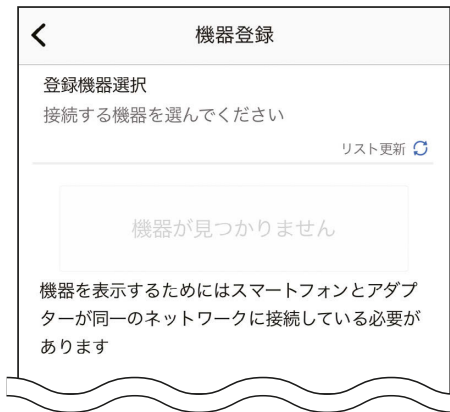 機器登録
登録機器選択
接続する機器を選んでください
リスト更新
機器が見つかりません
機器を表示するためにはスマートフォンとアダプ
ターが同一のネットワークに接続している必要が
あります